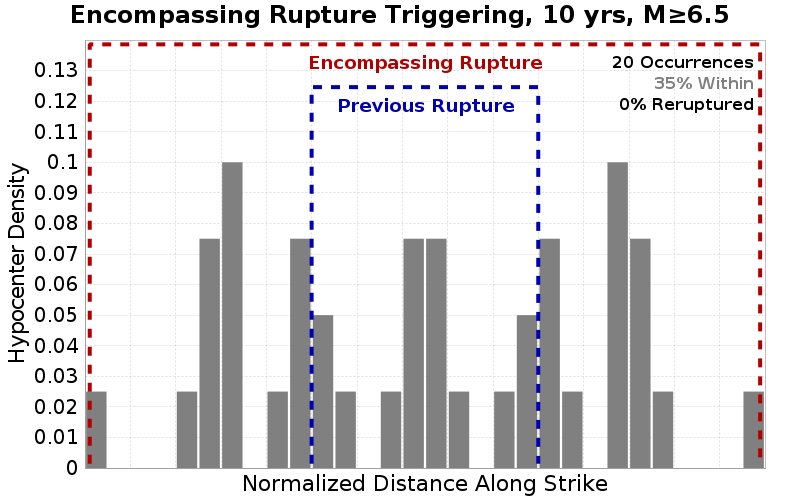 Encompassing Rupture Triggering, 10 yrs, M≥6.5
Encompassing Rupture
20 Occurrences
35% Within
0% Reruptured
Previous Rupture
Hypocenter Density
0.13
0.12
0.11
0.1
0.09
0.08
0.07
0.06
0.05
0.04
0.03
0.02
0.01
0
Normalized Distance Along Strike